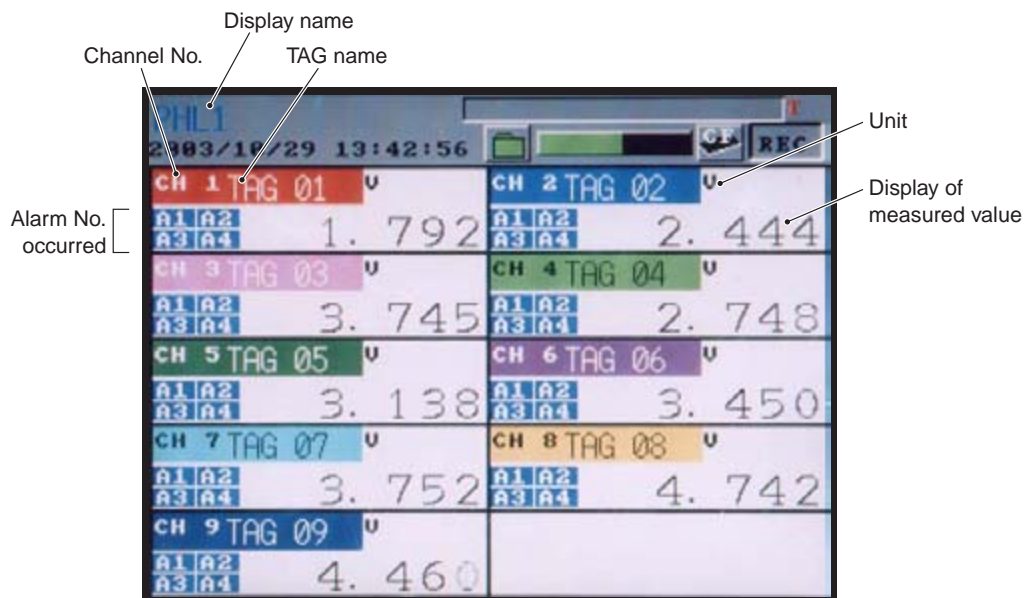 Display name
Channel No.
TAG name
PHL1
T
2003/10/29 13:42:56
CF
REC
Unit
CH 1 TAG 01 V
CH 2 TAG 02 V
Display of
measured value
Alarm No.
occurred
A1 A2
A3 A4
1. 792
A1 A2
A3 A4
2. 444
CH 3 TAG 03 V
CH 4 TAG 04 V
A1 A2
A3 A4
3. 745
A1 A2
A3 A4
2. 748
CH 5 TAG 05 V
CH 6 TAG 06 V
A1 A2
A3 A4
3. 138
A1 A2
A3 A4
3. 450
CH 7 TAG 07 V
CH 8 TAG 08 V
A1 A2
A3 A4
3. 752
A1 A2
A3 A4
4. 742
CH 9 TAG 09 V
A1 A2
A3 A4
4. 460